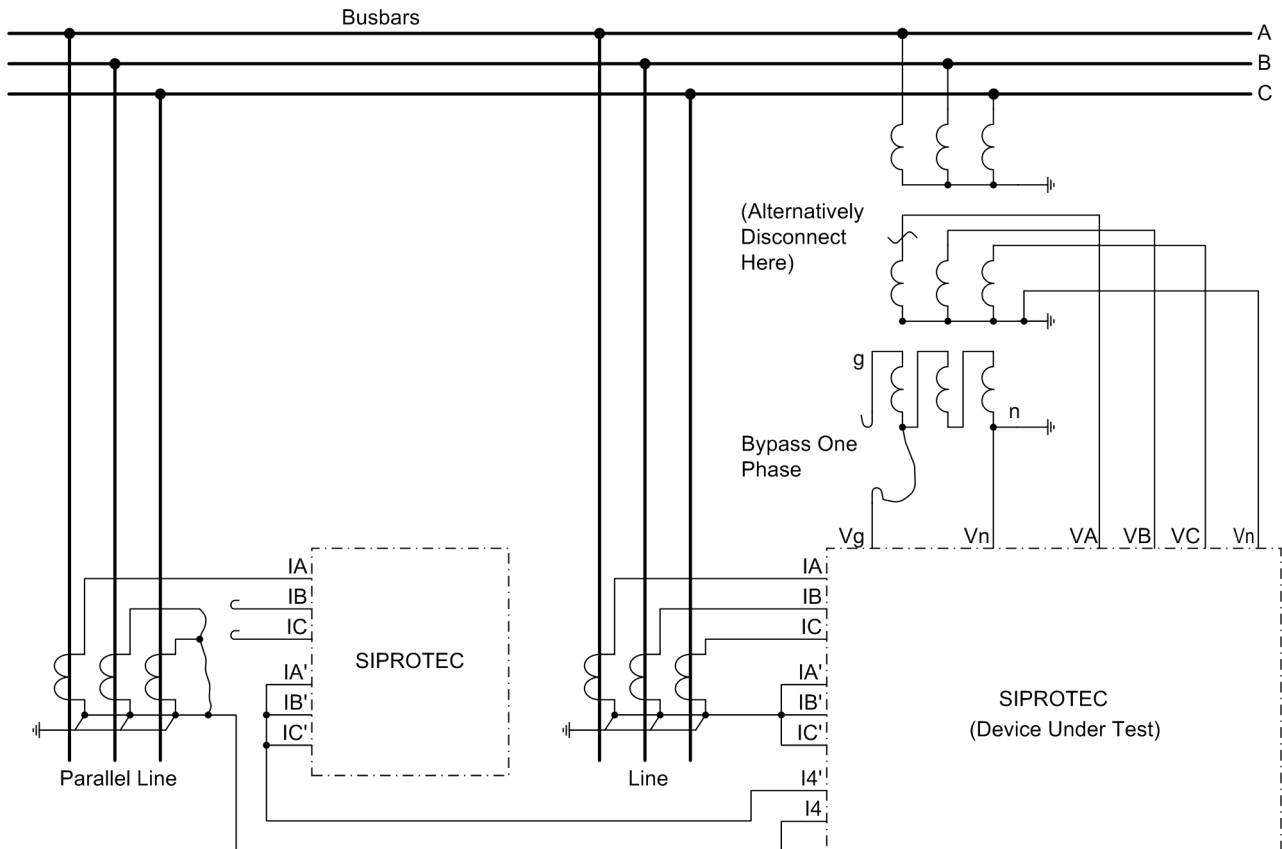 Busbars
A
B
C
(Alternatively
Disconnect
Here)
g
n
Bypass One
Phase
Vg
Vn
VA
VB
VC
Vn
IA
IB
IC
SIPROTEC
IA'
IB'
IC'
Parallel Line
IA
IB
IC
IA'
IB'
IC'
Line
I4'
I4
SIPROTEC
(Device Under Test)